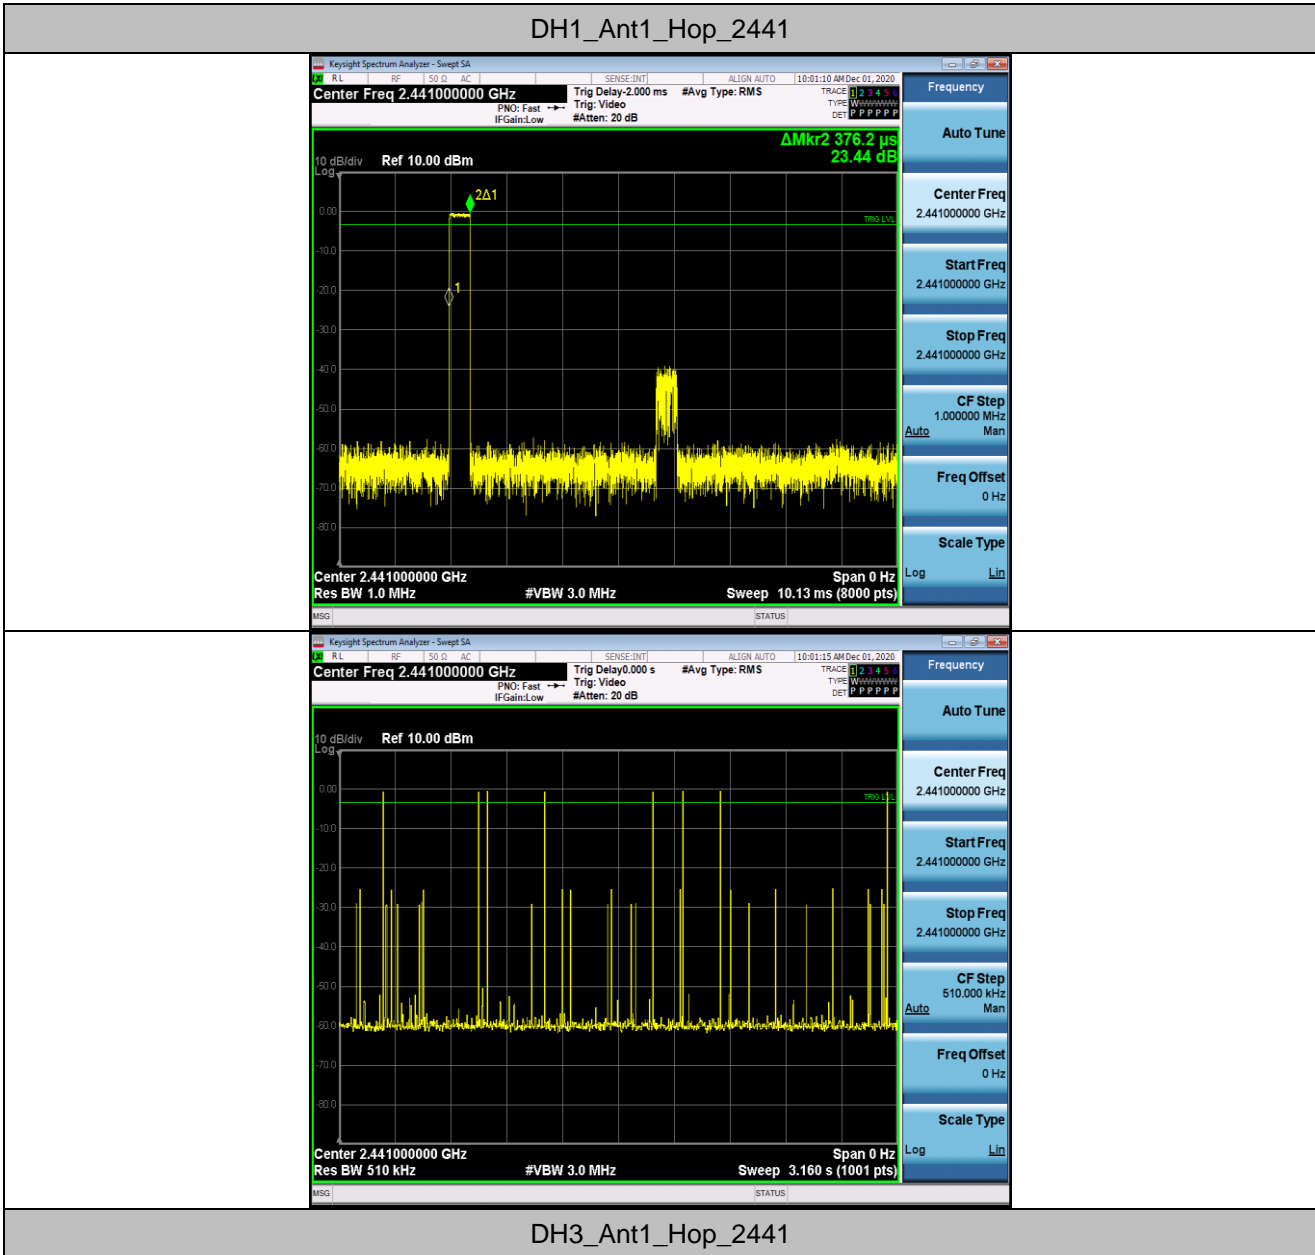 DH1_Ant1_Hop_2441
Keysight Spectrum Analyzer - Swept SA
RL RF 50 Ω AC SENSE:INT ALIGN AUTO 10:01:10 AM Dec 01, 2020
Center Freq 2.441000000 GHz
PNO: Fast
IFGain:Low
Trig Delay-2.000 ms
Trig: Video
#Atten: 20 dB
#Avg Type: RMS
TRACE 1 2 3 4 5 6
TYPE WWWWWW
DET P P P P P P
ΔMkr2 376.2 µs
23.44 dB
10 dB/div Ref 10.00 dBm
Log
2Δ1
0.00
TRIG LVL
-10.0
1
-20.0
-30.0
-40.0
-50.0
-60.0
-70.0
-80.0
Center 2.441000000 GHz Span 0 Hz
Res BW 1.0 MHz #VBW 3.0 MHz Sweep 10.13 ms (8000 pts)
MSG STATUS
Frequency
Auto Tune
Center Freq
2.441000000 GHz
Start Freq
2.441000000 GHz
Stop Freq
2.441000000 GHz
CF Step
1.000000 MHz
Auto Man
Freq Offset
0 Hz
Scale Type
Log Lin
Keysight Spectrum Analyzer - Swept SA
RL RF 50 Ω AC SENSE:INT ALIGN AUTO 10:01:15 AM Dec 01, 2020
Center Freq 2.441000000 GHz
PNO: Fast
IFGain:Low
Trig Delay0.000 s
Trig: Video
#Atten: 20 dB
#Avg Type: RMS
TRACE 1 2 3 4 5 6
TYPE WWWWWW
DET P P P P P P
10 dB/div Ref 10.00 dBm
Log
0.00
TRIG LVL
-10.0
-20.0
-30.0
-40.0
-50.0
-60.0
-70.0
-80.0
Center 2.441000000 GHz Span 0 Hz
Res BW 510 kHz #VBW 3.0 MHz Sweep 3.160 s (1001 pts)
MSG STATUS
Frequency
Auto Tune
Center Freq
2.441000000 GHz
Start Freq
2.441000000 GHz
Stop Freq
2.441000000 GHz
CF Step
510.000 kHz
Auto Man
Freq Offset
0 Hz
Scale Type
Log Lin
DH3_Ant1_Hop_2441